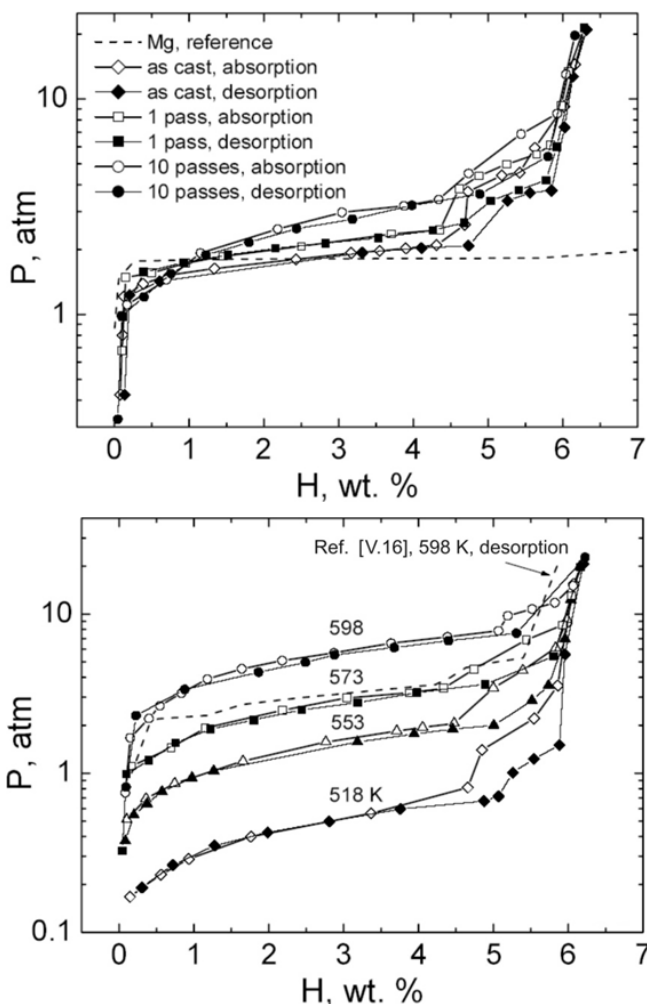 10
1
P, atm
Mg, reference
as cast, absorption
as cast, desorption
1 pass, absorption
1 pass, desorption
10 passes, absorption
10 passes, desorption
0 1 2 3 4 5 6 7
H, wt. %
Ref. [V.16], 598 K, desorption
10
1
0.1
P, atm
598
573
553
518 K
0 1 2 3 4 5 6 7
H, wt. %